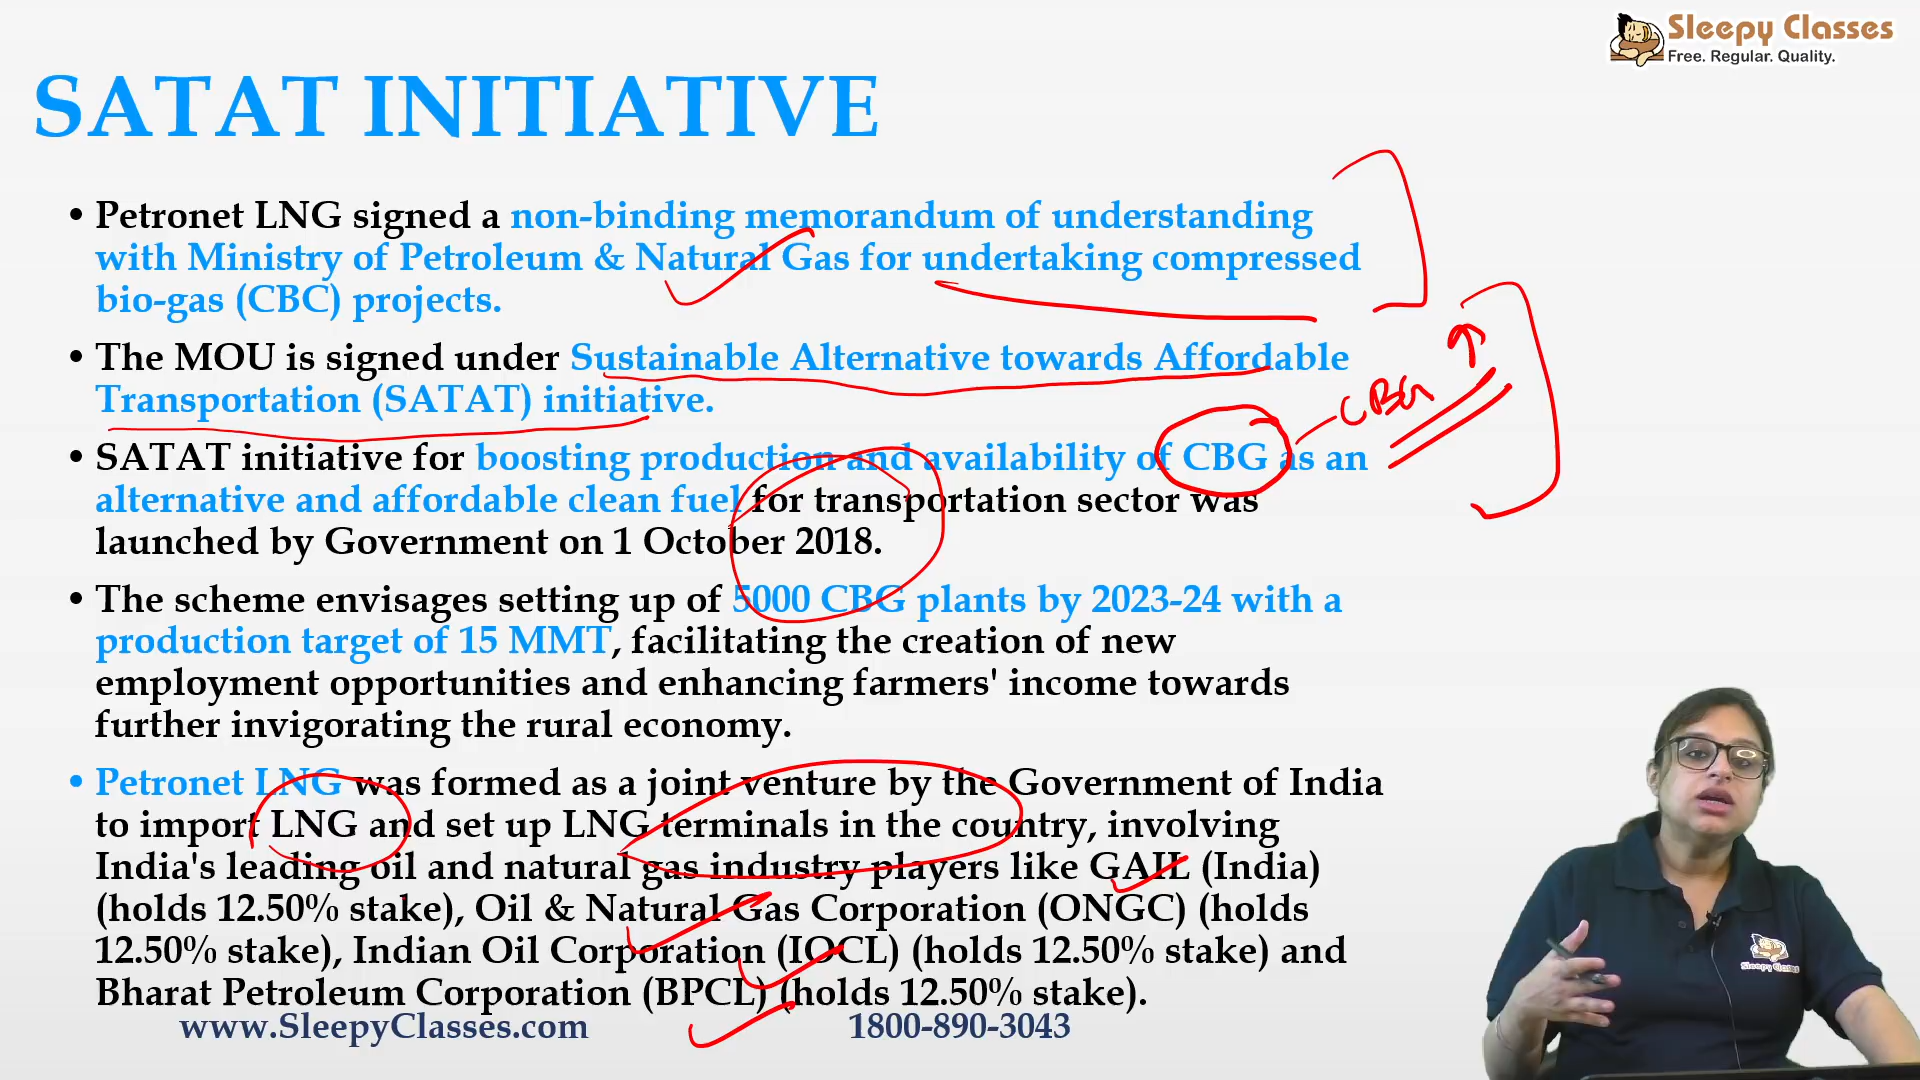 Sleepy Classes
Free. Regular. Quality.
SATAT INITIATIVE
• Petronet LNG signed a non-binding memorandum of understanding
with Ministry of Petroleum & Natural Gas for undertaking compressed
bio-gas (CBC) projects.
• The MOU is signed under Sustainable Alternative towards Affordable
Transportation (SATAT) initiative.
CBG
• SATAT initiative for boosting production and availability of CBG as an
alternative and affordable clean fuel for transportation sector was
launched by Government on 1 October 2018.
• The scheme envisages setting up of 5000 CBG plants by 2023-24 with a
production target of 15 MMT, facilitating the creation of new
employment opportunities and enhancing farmers' income towards
further invigorating the rural economy.
• Petronet LNG was formed as a joint venture by the Government of India
to import LNG and set up LNG terminals in the country, involving
India's leading oil and natural gas industry players like GAIL (India)
(holds 12.50% stake), Oil & Natural Gas Corporation (ONGC) (holds
12.50% stake), Indian Oil Corporation (IOCL) (holds 12.50% stake) and
Bharat Petroleum Corporation (BPCL) (holds 12.50% stake).
www.SleepyClasses.com 1800-890-3043
Sleepy Classes